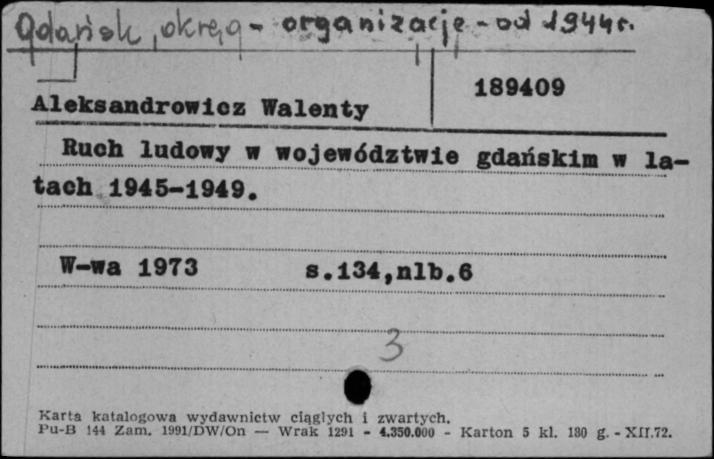 Gdańsk, okręg - organizacje - od 1944 r.
189409
Aleksandrowicz Walenty
Ruch ludowy w województwie gdańskim w la-
tach 1945-1949.
W-wa 1973 s.134,nlb.6
3
Karta katalogowa wydawnictw ciągłych i zwartych.
Pu-B 144 Zam. 1991/DW/On — Wrak 1291 - 4.350.000 - Karton 5 kl. 180 g. - XII.72.